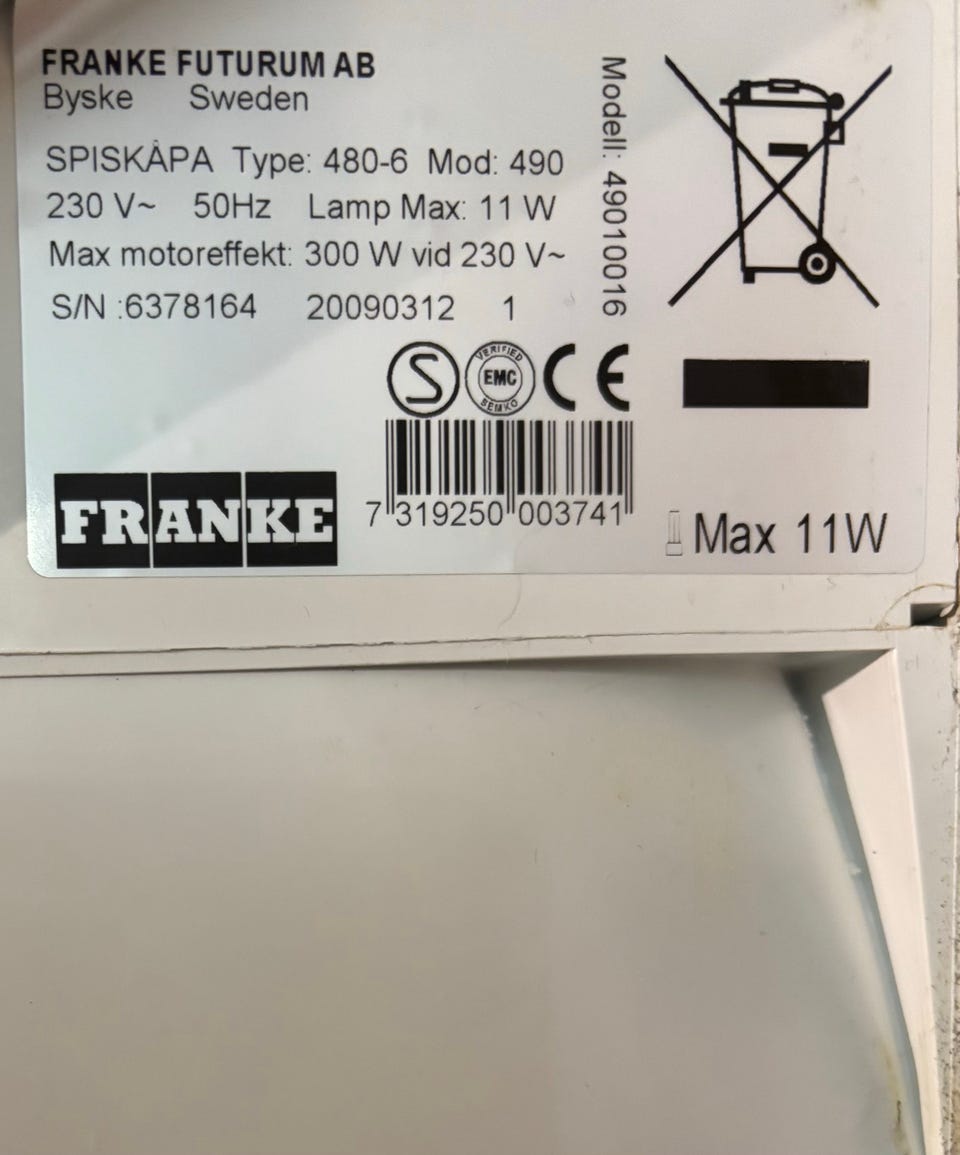 FRANKE FUTURUM AB
Byske Sweden
SPISKÅPA Type: 480-6 Mod: 490
230 V~ 50Hz Lamp Max: 11 W
Max motoreffekt: 300 W vid 230 V~
S/N :6378164 20090312 1
Modell: 49010016
S
VERIFIED
EMC
SEMKO
CE
7 319250 003741
FRANKE
Max 11W